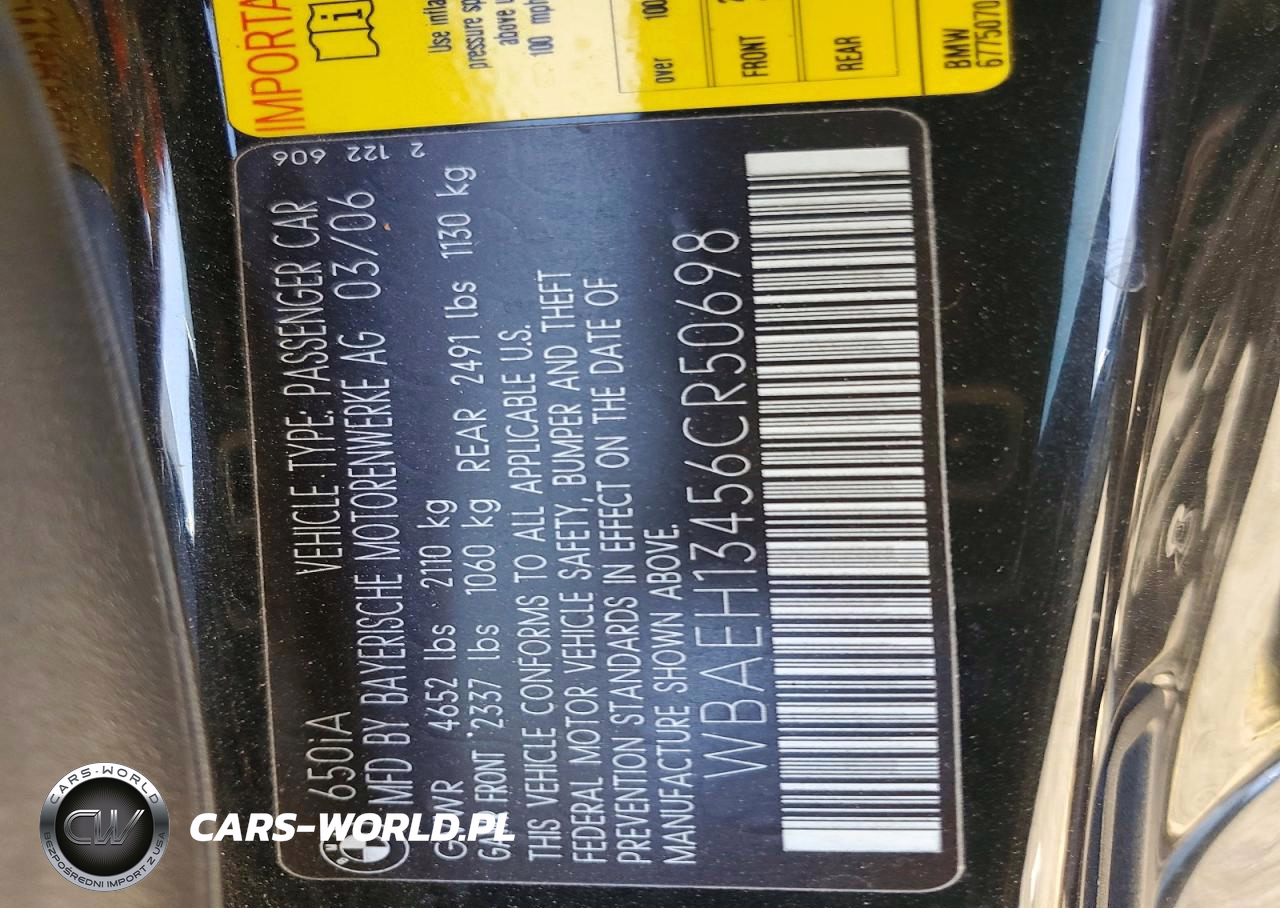 IMPORTA
Use infla
pressure sp
above u
100 mph
over 100
FRONT 2
REAR
BMW
6775070
2 122 606
650iA VEHICLE TYPE: PASSENGER CAR
MFD BY BAYERISCHE MOTORENWERKE AG 03/06
GVWR 4652 lbs 2110 kg
GAW FRONT 2337 lbs 1060 kg REAR 2491 lbs 1130 kg
THIS VEHICLE CONFORMS TO ALL APPLICABLE U.S.
FEDERAL MOTOR VEHICLE SAFETY, BUMPER AND THEFT
PREVENTION STANDARDS IN EFFECT ON THE DATE OF
MANUFACTURE SHOWN ABOVE.
WBAEH13456CR50698
CARS-WORLD
CW
BEZPOŚREDNI IMPORT Z USA
CARS-WORLD.PL